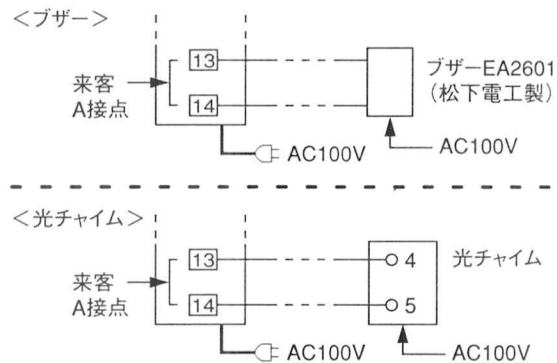 <ブザー>
13
来客
A接点
14
ブザーEA2601
(松下電工製)
AC100V
AC100V
<光チャイム>
13
4
光チャイム
来客
A接点
14
5
AC100V
AC100V